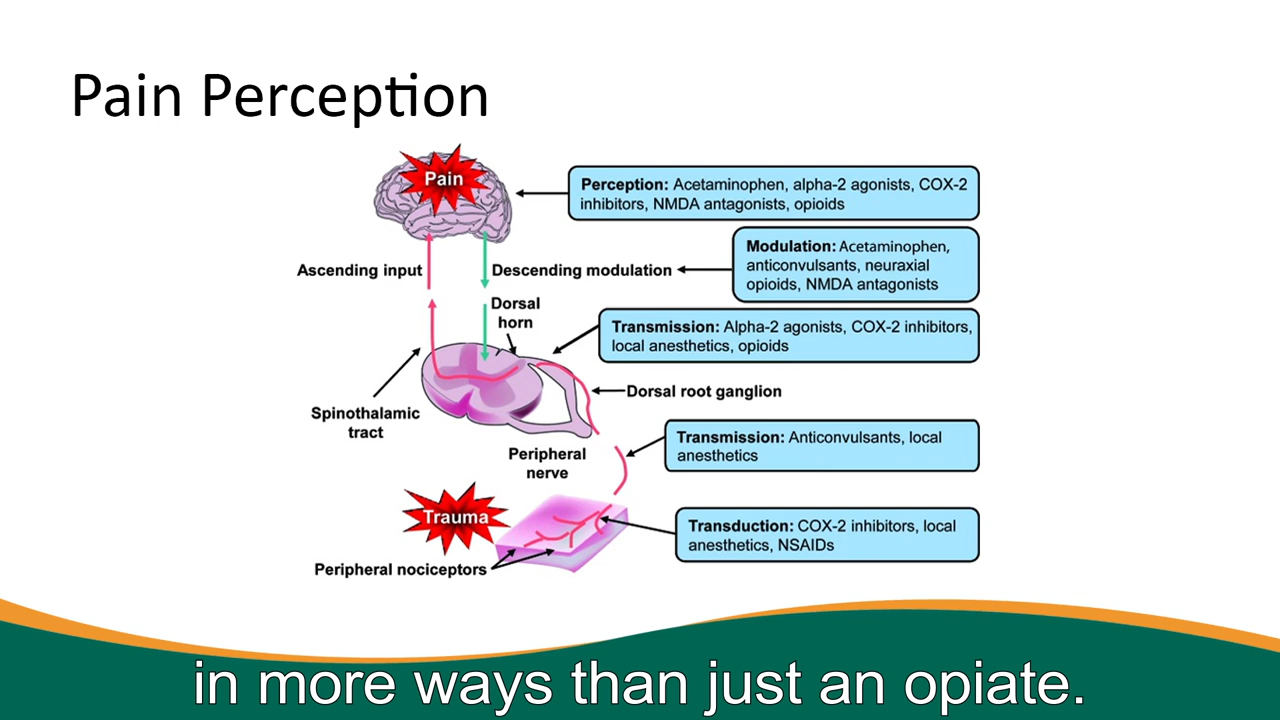 Pain Perception
Pain
Perception: Acetaminophen, alpha-2 agonists, COX-2
inhibitors, NMDA antagonists, opioids
Modulation: Acetaminophen,
anticonvulsants, neuraxial
opioids, NMDA antagonists
Ascending input
Descending modulation
Dorsal
horn
Transmission: Alpha-2 agonists, COX-2 inhibitors,
local anesthetics, opioids
Dorsal root ganglion
Spinothalamic
tract
Transmission: Anticonvulsants, local
anesthetics
Peripheral
nerve
Trauma
Transduction: COX-2 inhibitors, local
anesthetics, NSAIDs
Peripheral nociceptors
in more ways than just an opiate.